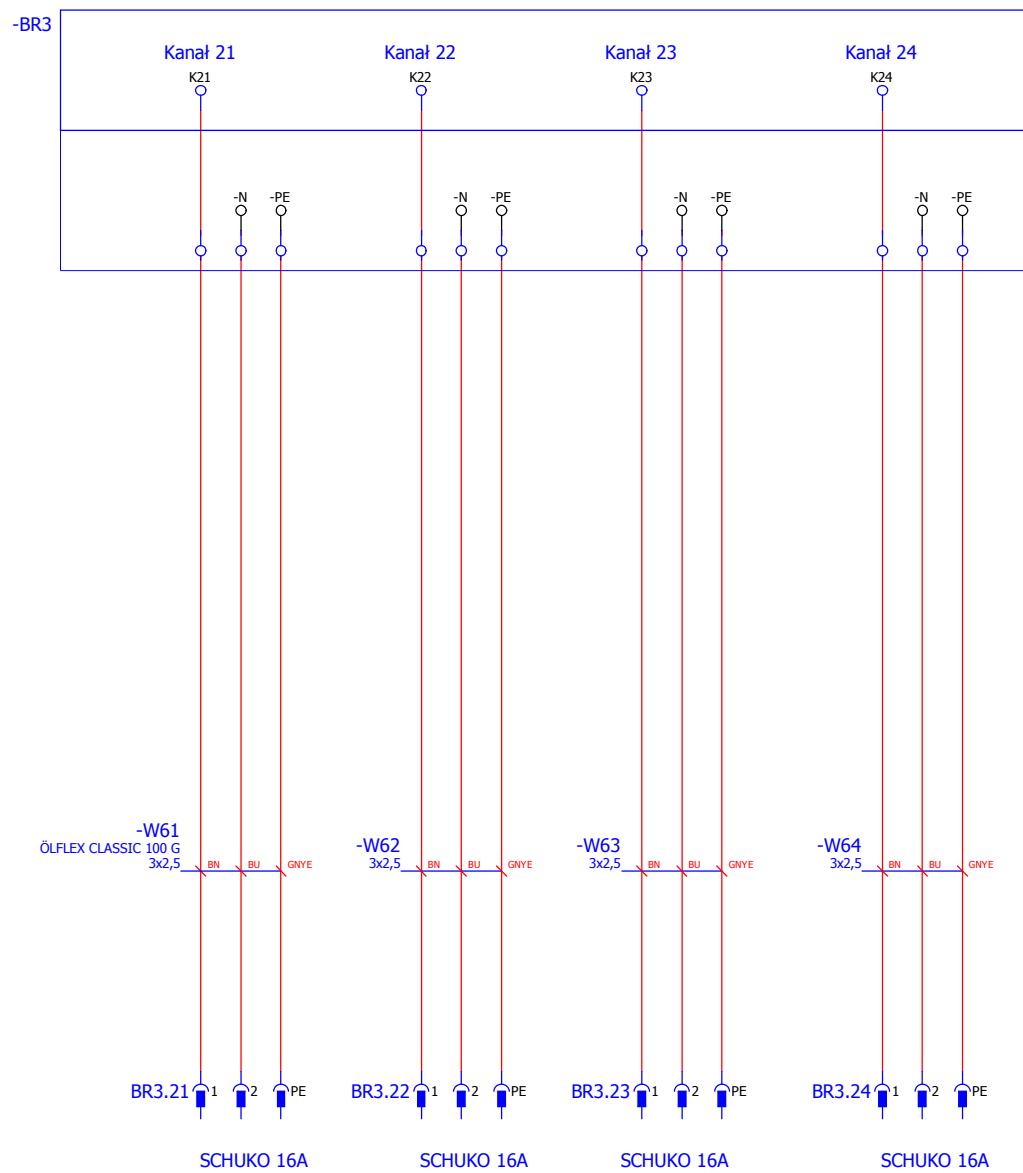 -BR3
Kanał 21 Kanał 22 Kanał 23 Kanał 24
K21 K22 K23 K24
-N -PE -N -PE -N -PE -N -PE
-W61
ÖLFLEX CLASSIC 100 G
3x2,5 BN BU GNYE
-W62
3x2,5 BN BU GNYE
-W63
3x2,5 BN BU GNYE
-W64
3x2,5 BN BU GNYE
BR3.21 1 2 PE BR3.22 1 2 PE BR3.23 1 2 PE BR3.24 1 2 PE
SCHUKO 16A SCHUKO 16A SCHUKO 16A SCHUKO 16A